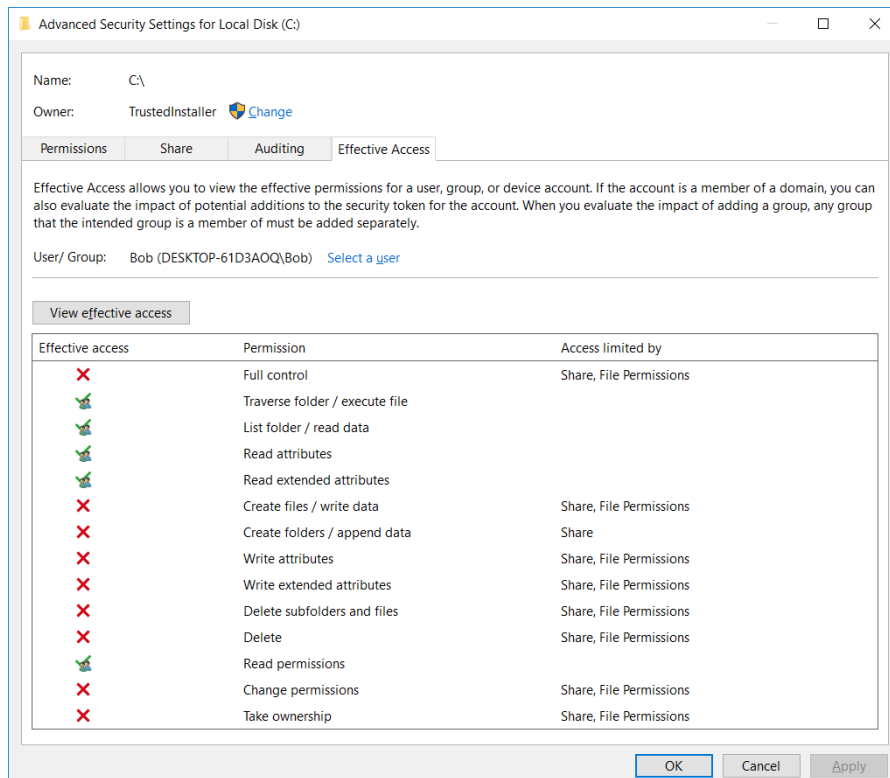 Advanced Security Settings for Local Disk (C:)
Name: C:\
Owner: TrustedInstaller Change
Permissions Share Auditing Effective Access
Effective Access allows you to view the effective permissions for a user, group, or device account. If the account is a member of a domain, you can
also evaluate the impact of potential additions to the security token for the account. When you evaluate the impact of adding a group, any group
that the intended group is a member of must be added separately.
User/ Group: Bob (DESKTOP-61D3AOQ\Bob) Select a user
View effective access
Effective access Permission Access limited by
Full control Share, File Permissions
Traverse folder / execute file
List folder / read data
Read attributes
Read extended attributes
Create files / write data Share, File Permissions
Create folders / append data Share
Write attributes Share, File Permissions
Write extended attributes Share, File Permissions
Delete subfolders and files Share, File Permissions
Delete Share, File Permissions
Read permissions
Change permissions Share, File Permissions
Take ownership Share, File Permissions
OK Cancel Apply